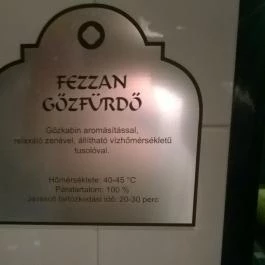 FEZZAN
GŐZFÜRDŐ
Gőzkabin aromásítással,
relaxáló zenével, állítható vízhőmérsékletű
tusolóval.
Hőmérséklete: 40-45 °C
Páratartalom: 100 %
Javasolt tartózkodási idő: 20-30 perc